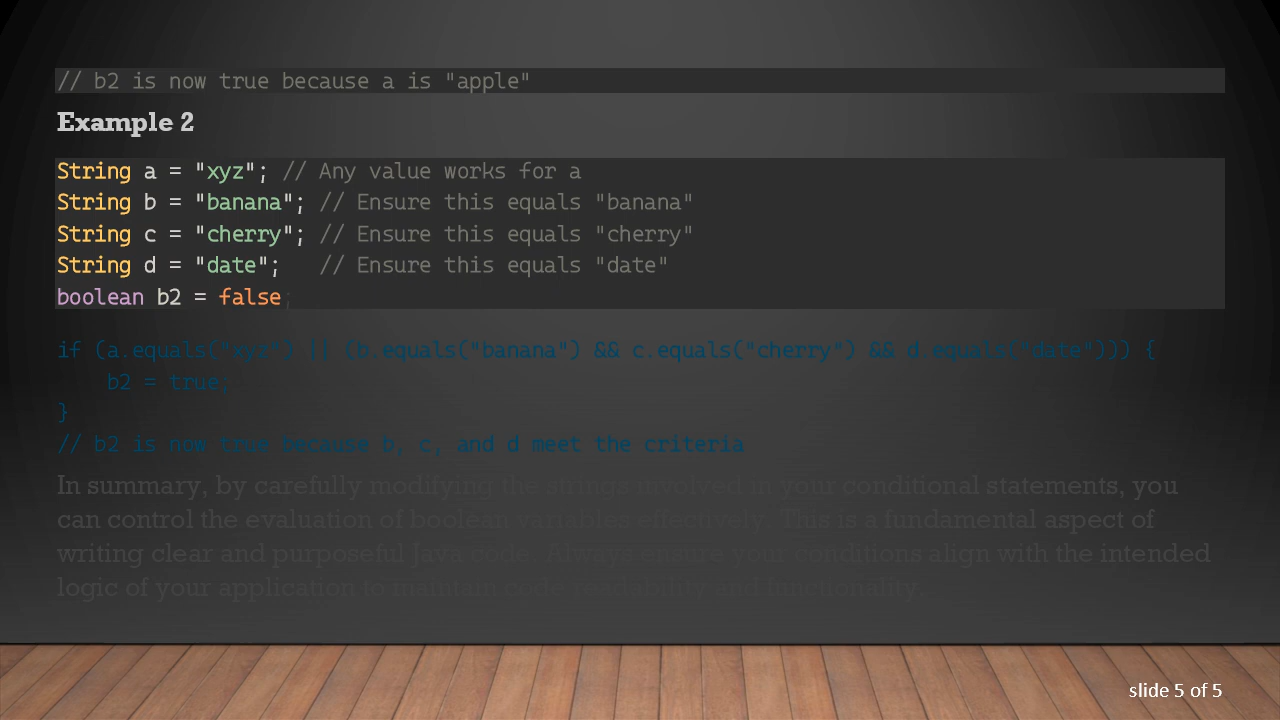 // b2 is now true because a is "apple"
Example 2
String a = "xyz"; // Any value works for a
String b = "banana"; // Ensure this equals "banana"
String c = "cherry"; // Ensure this equals "cherry"
String d = "date";   // Ensure this equals "date"
boolean b2 = false;
if (a.equals("xyz") || (b.equals("banana") && c.equals("cherry") && d.equals("date"))) {
    b2 = true;
}
// b2 is now true because b, c, and d meet the criteria
In summary, by carefully modifying the strings involved in your conditional statements, you
can control the evaluation of boolean variables effectively. This is a fundamental aspect of
writing clear and purposeful Java code. Always ensure your conditions align with the intended
logic of your application to maintain code readability and functionality.
slide 5 of 5